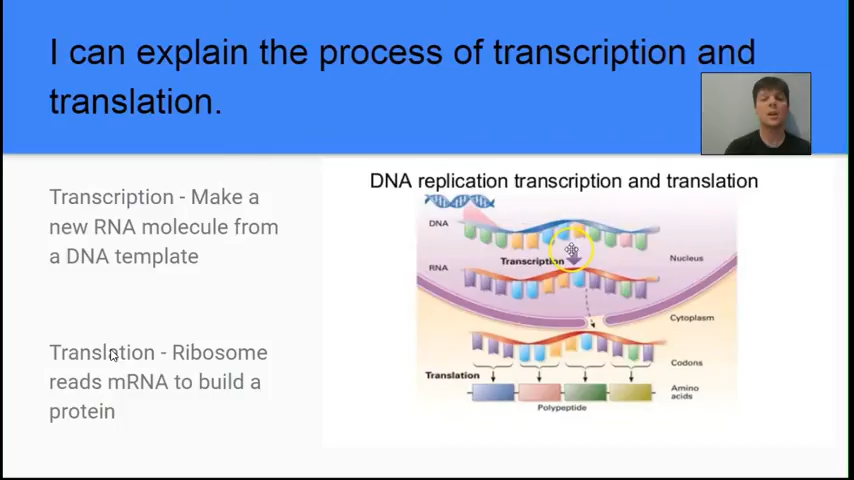 I can explain the process of transcription and
translation.
Transcription - Make a
new RNA molecule from
a DNA template
Translation - Ribosome
reads mRNA to build a
protein
DNA replication transcription and translation
DNA
Transcription
Nucleus
RNA
Cytoplasm
Codons
Translation
Amino
acids
Polypeptide